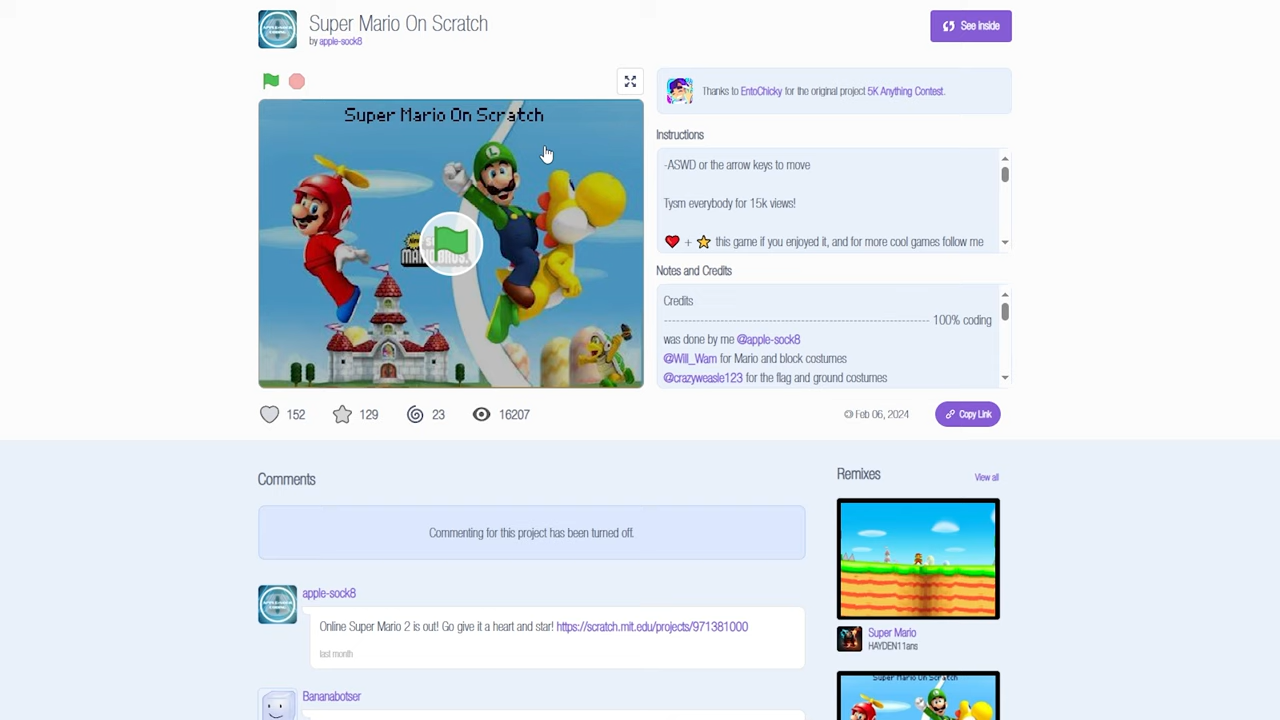 Super Mario On Scratch
by apple-sock8
See inside
Super Mario On Scratch
Thanks to EntoChicky for the original project 5K Anything Contest.
Instructions
-ASWD or the arrow keys to move
Tysm everybody for 15k views!
+ this game if you enjoyed it, and for more cool games follow me
Notes and Credits
Credits
100% coding
was done by me @apple-sock8
@Will_Wam for Mario and block costumes
@crazyweasle123 for the flag and ground costumes
152
129
23
16207
Feb 06, 2024
Copy Link
Comments
Commenting for this project has been turned off.
apple-sock8
Online Super Mario 2 is out! Go give it a heart and star! https://scratch.mit.edu/projects/971381000
last month
Bananabotser
Remixes
View all
Super Mario
HAYDEN11ans
Super Mario On Scratch